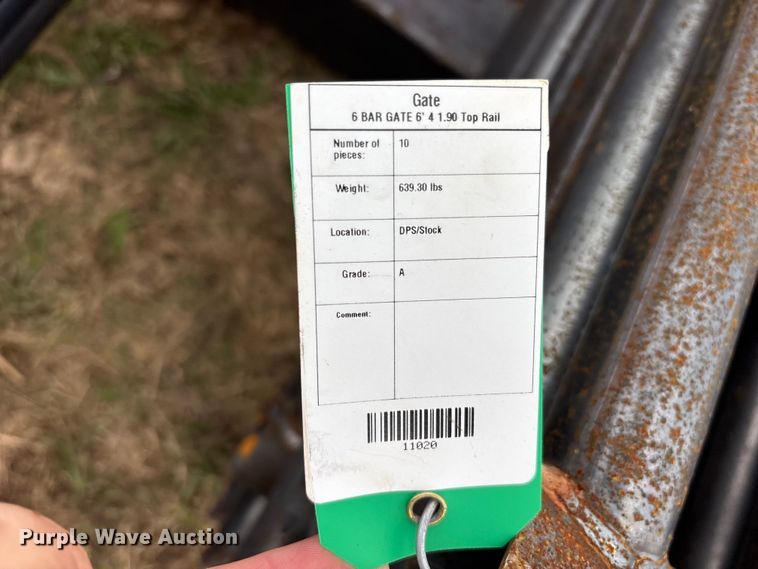 Gate
6 BAR GATE 6' 4 1.90 Top Rail
Number of pieces: 10
Weight: 639.30 lbs
Location: DPS/Stock
Grade: A
Comment:
11020
Purple Wave Auction®